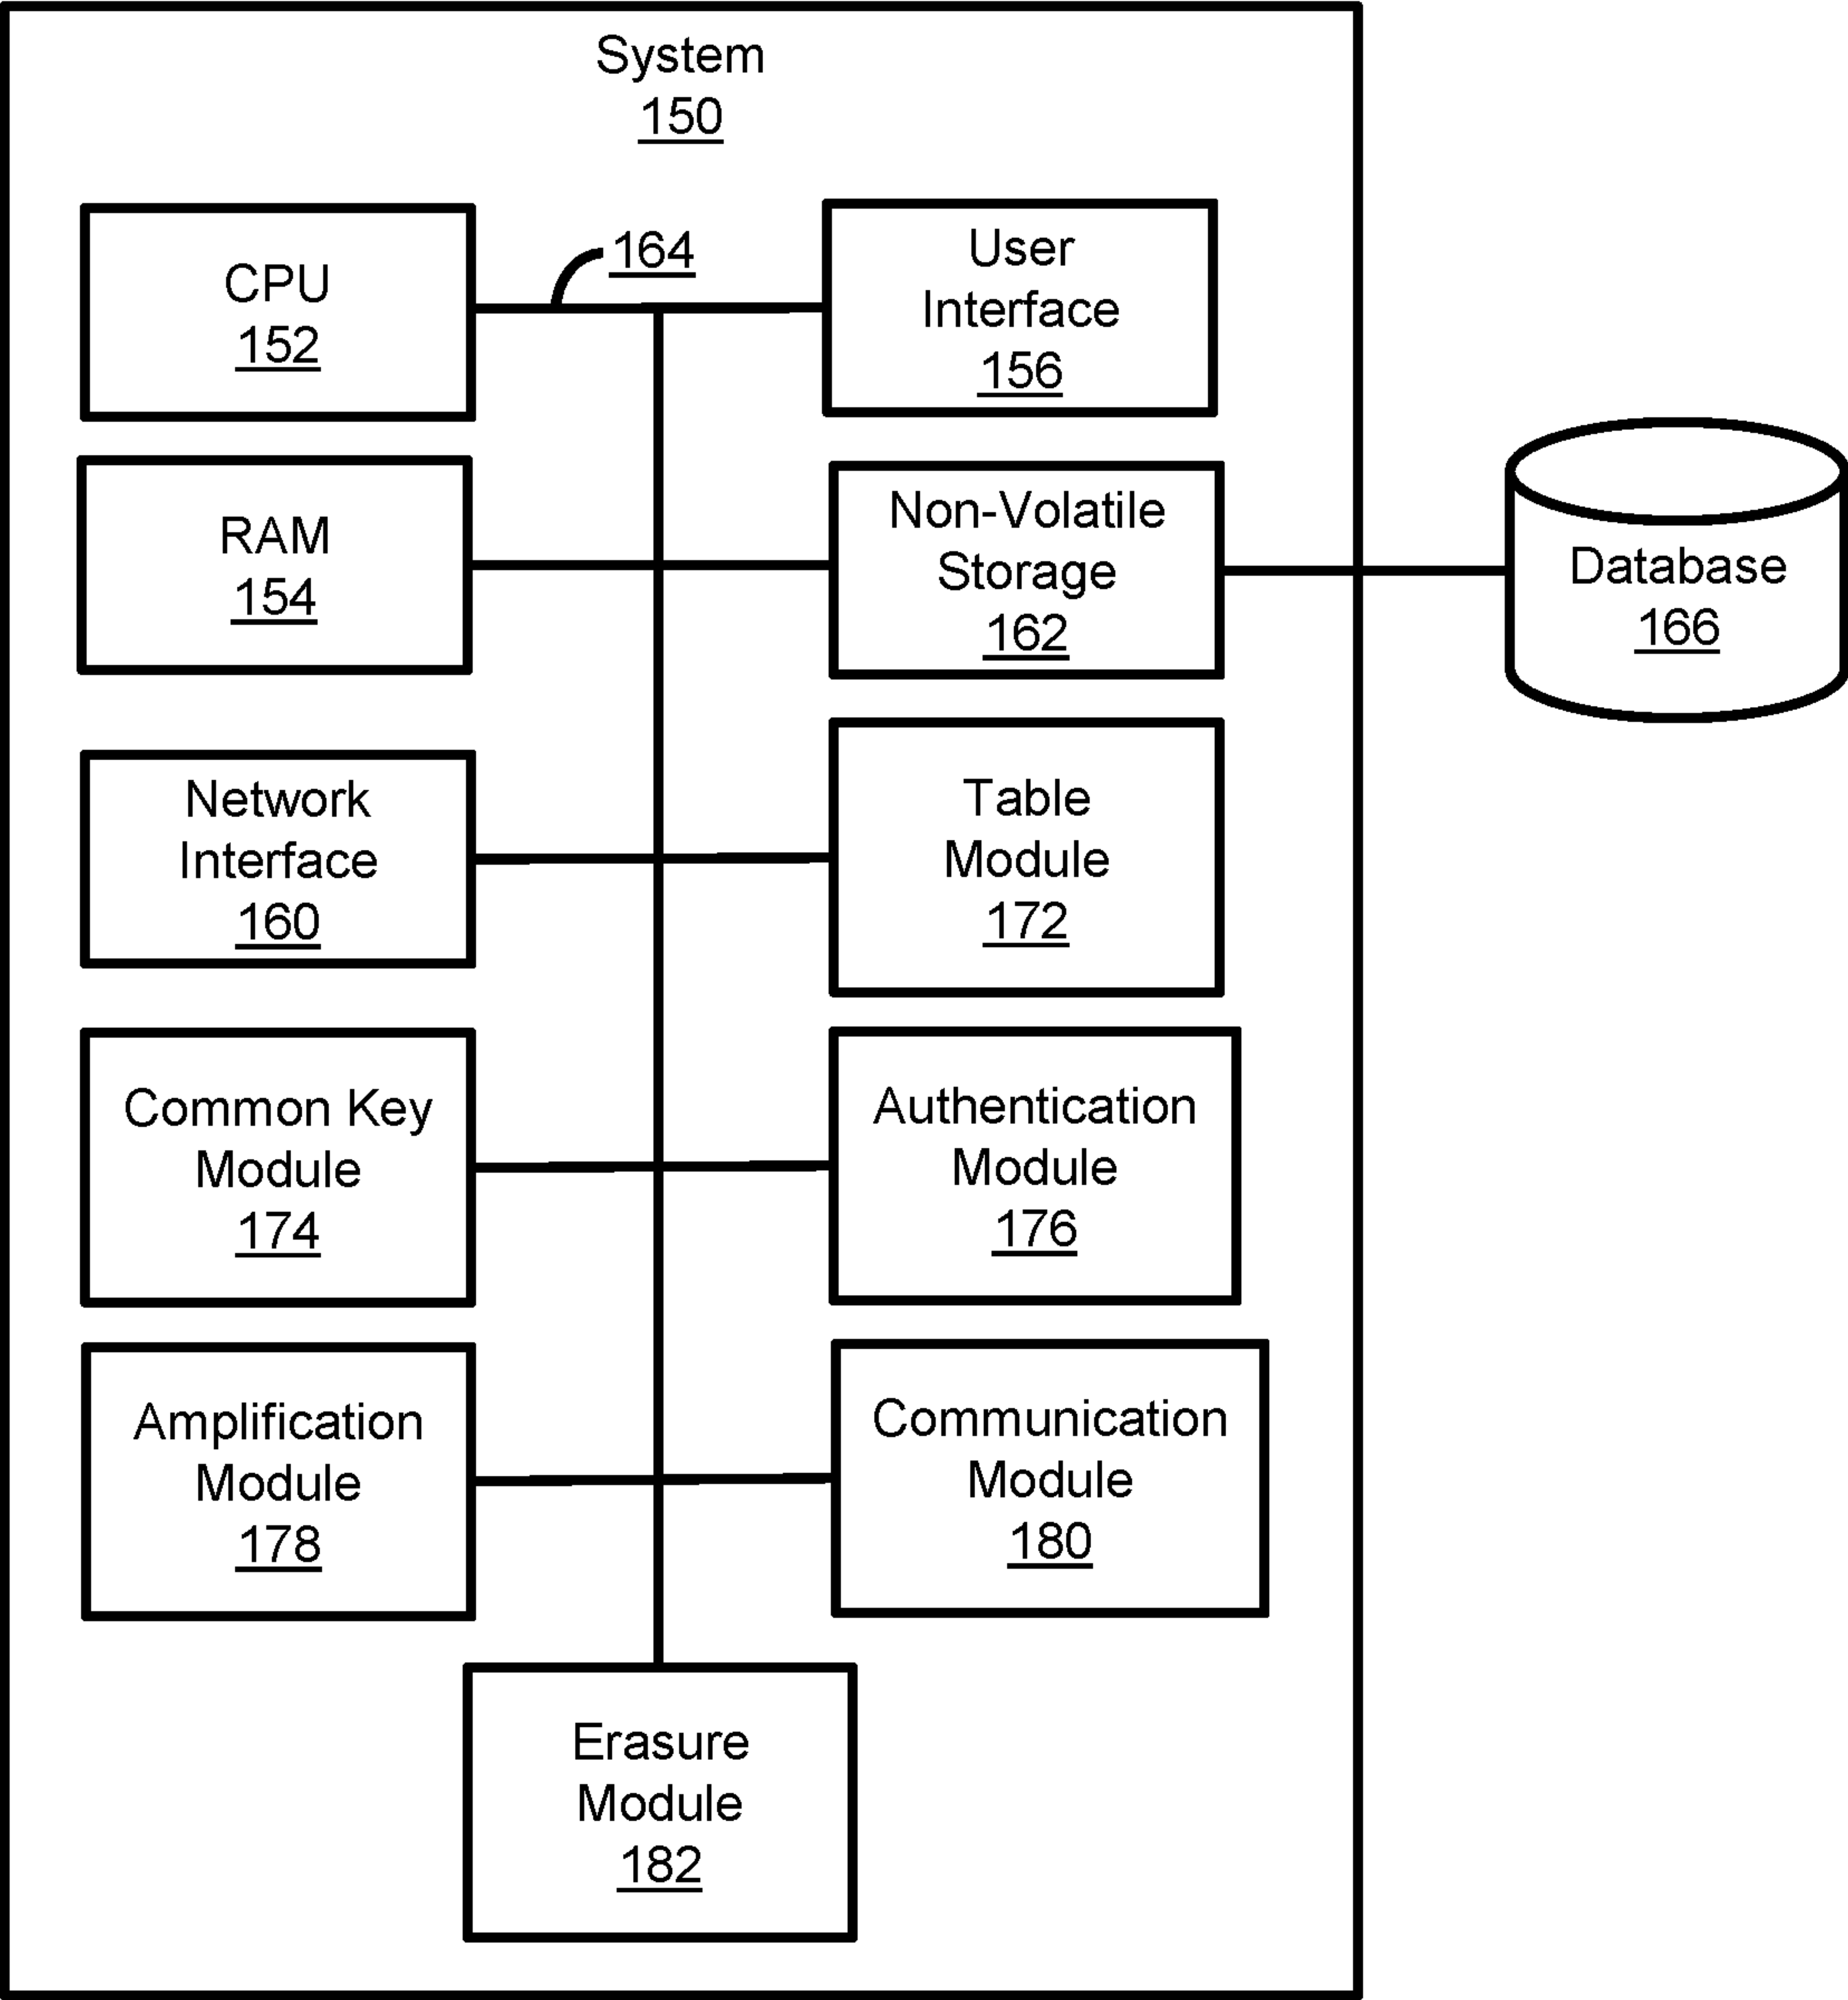 System
150
CPU
152
164
User
Interface
156
RAM
154
Non-Volatile
Storage
162
Database
166
Network
Interface
160
Table
Module
172
Common Key
Module
174
Authentication
Module
176
Amplification
Module
178
Communication
Module
180
Erasure
Module
182